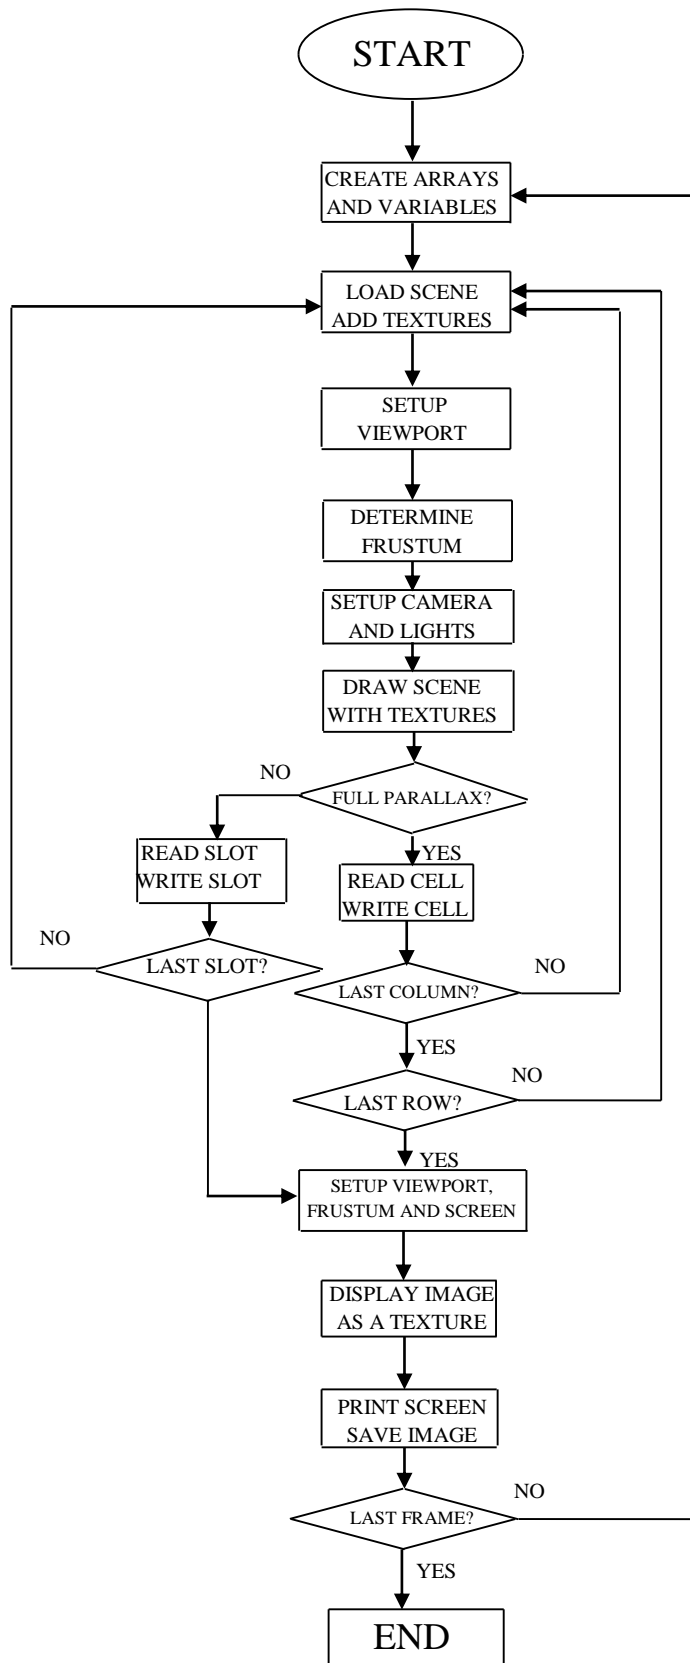 START
CREATE ARRAYS
AND VARIABLES
LOAD SCENE
ADD TEXTURES
SETUP
VIEWPORT
DETERMINE
FRUSTUM
SETUP CAMERA
AND LIGHTS
DRAW SCENE
WITH TEXTURES
NO
FULL PARALLAX?
READ SLOT
WRITE SLOT
YES
READ CELL
WRITE CELL
NO
LAST SLOT?
NO
LAST COLUMN?
YES
NO
LAST ROW?
YES
SETUP VIEWPORT,
FRUSTUM AND SCREEN
DISPLAY IMAGE
AS A TEXTURE
PRINT SCREEN
SAVE IMAGE
NO
LAST FRAME?
YES
END